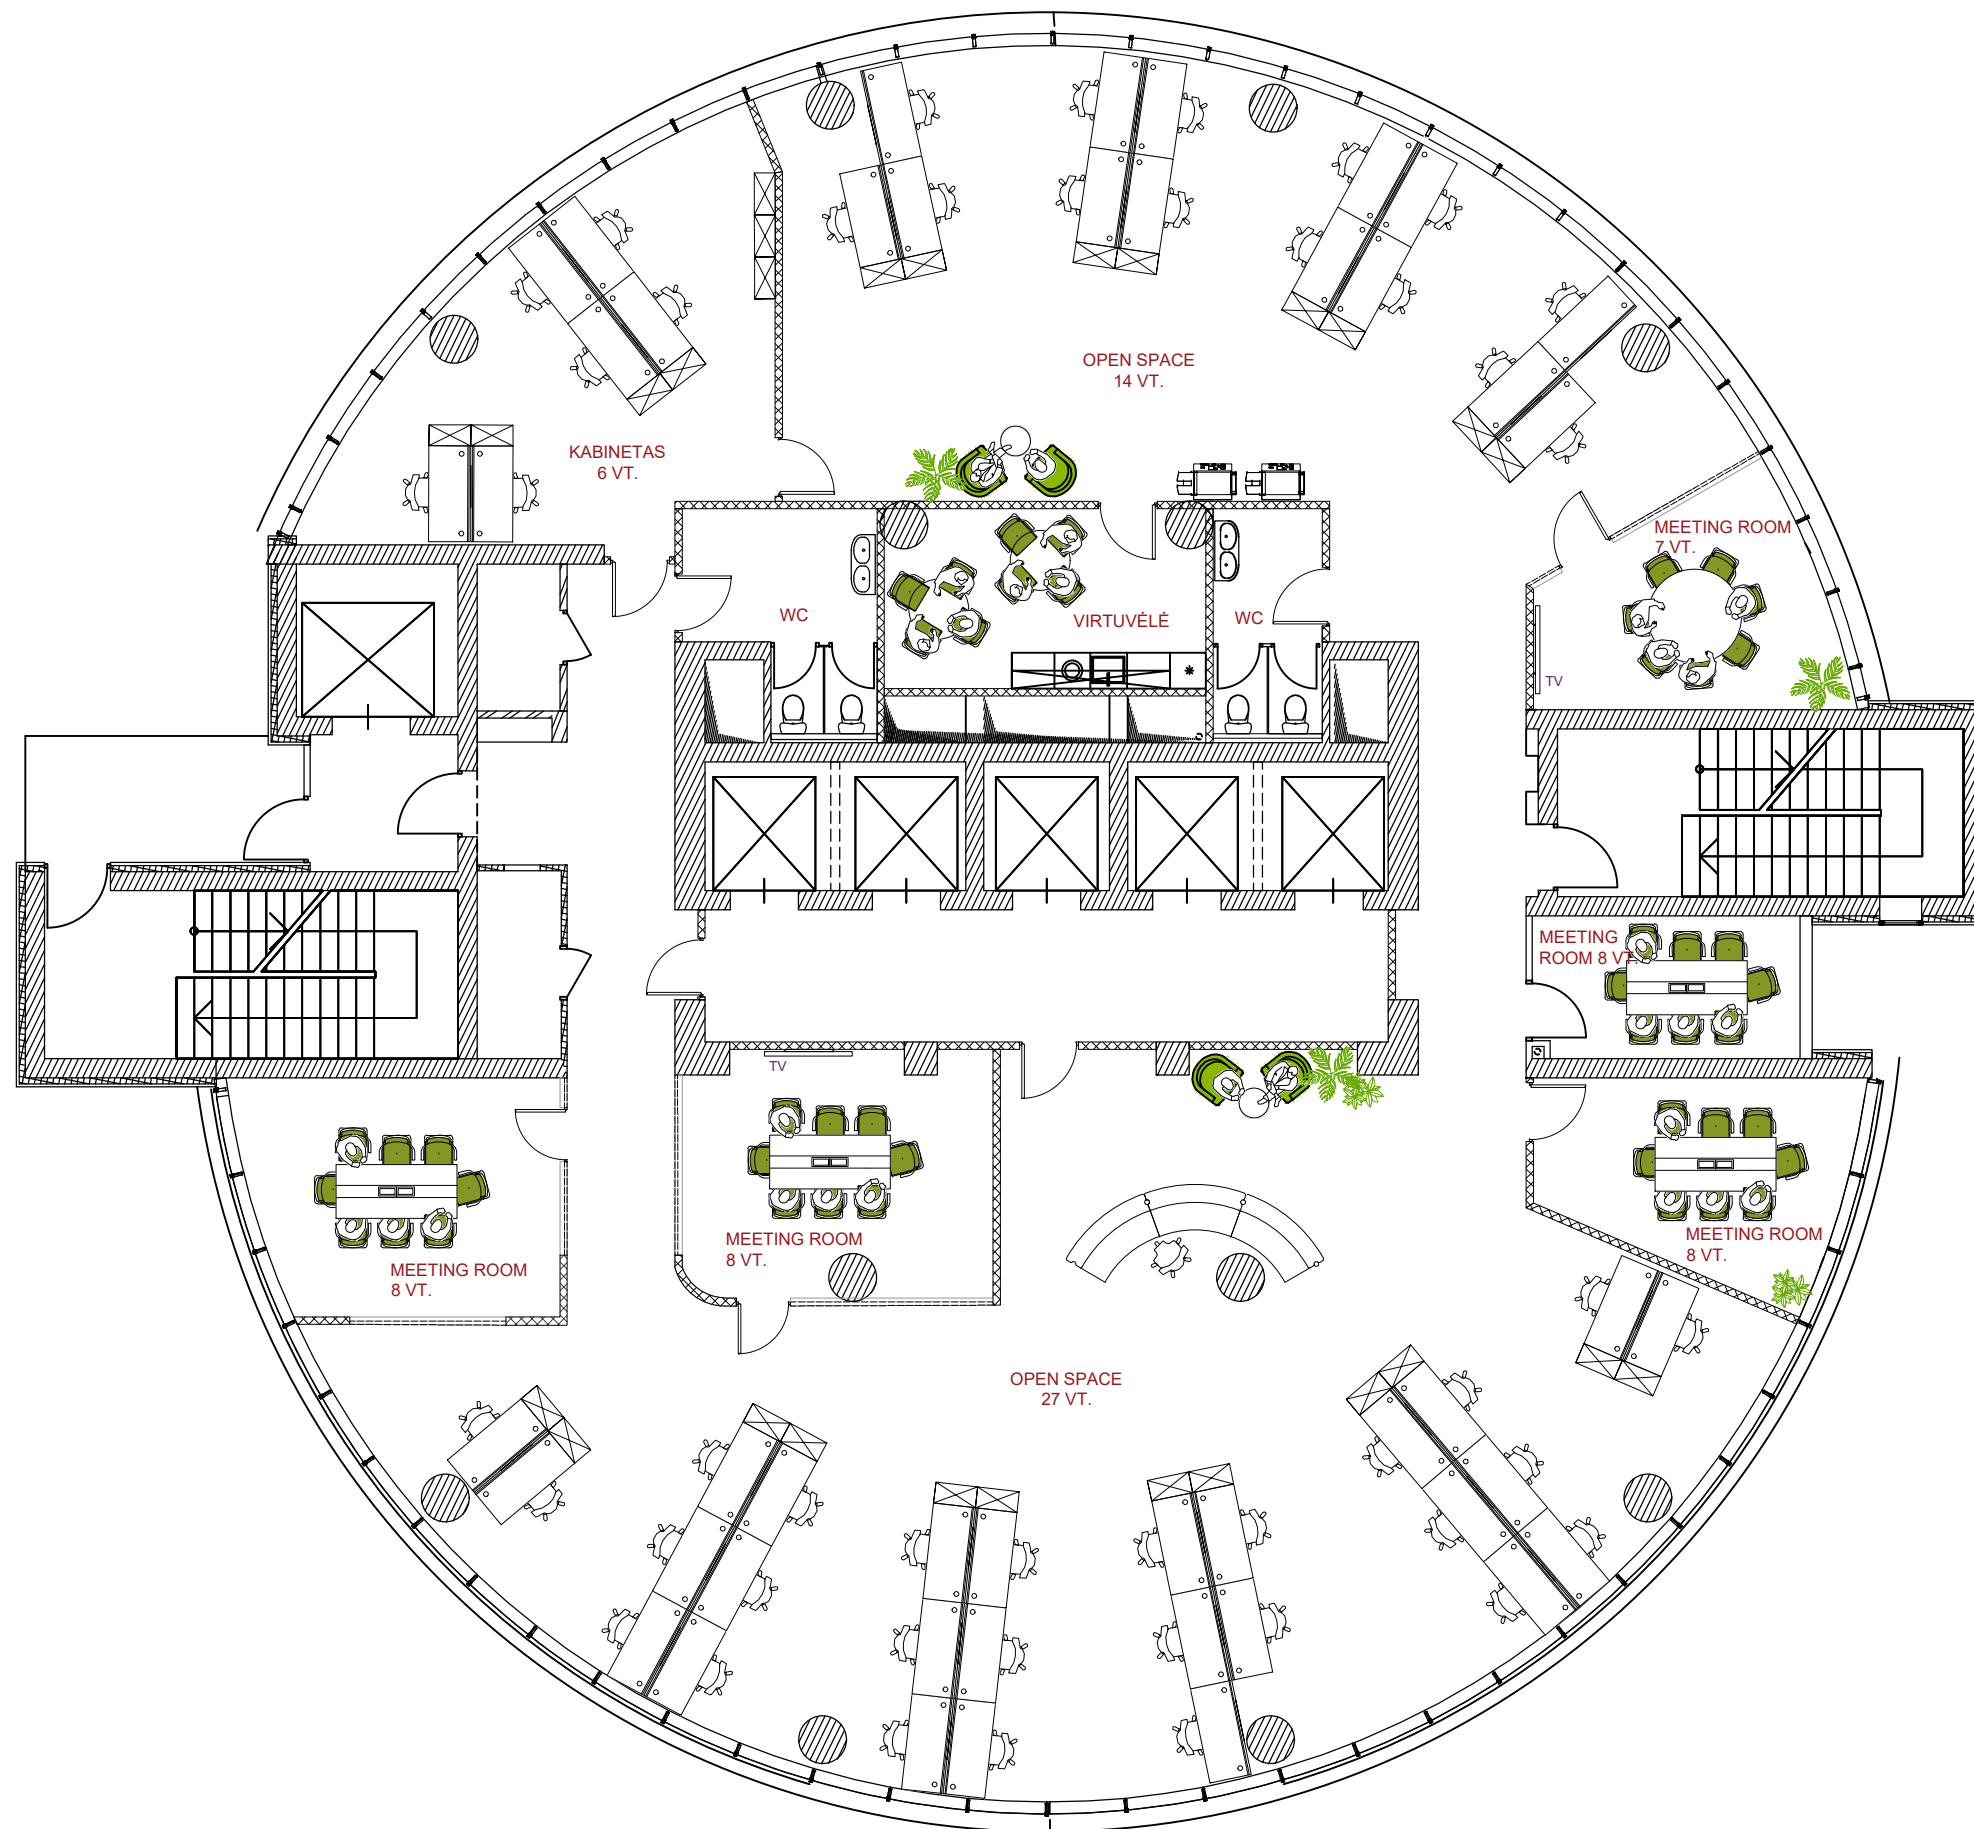 OPEN SPACE
14 VT.
KABINETAS
6 VT.
MEETING ROOM
7 VT.
WC
VIRTUVĖLĖ
WC
TV
MEETING
ROOM 8 VT.
TV
MEETING ROOM
8 VT.
MEETING ROOM
8 VT.
MEETING ROOM
8 VT.
OPEN SPACE
27 VT.